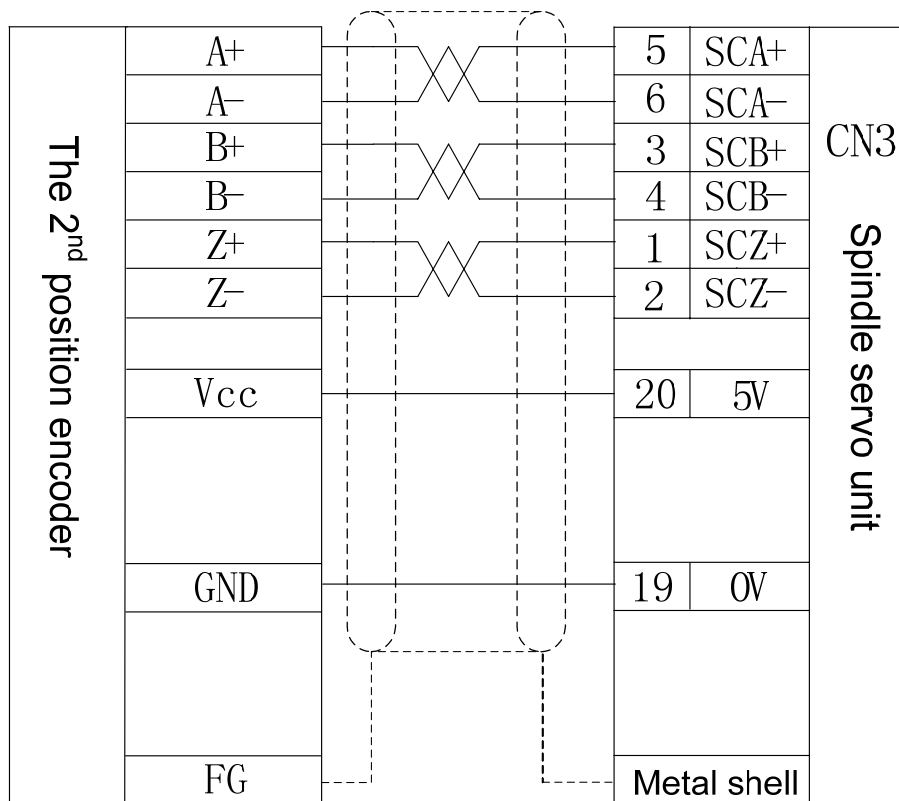 The 2nd position encoder
A+
A-
B+
B-
Z+
Z-
Vcc
GND
FG
5 SCA+
6 SCA-
3 SCB+
4 SCB-
1 SCZ+
2 SCZ-
20 5V
19 0V
Metal shell
CN3
Spindle servo unit